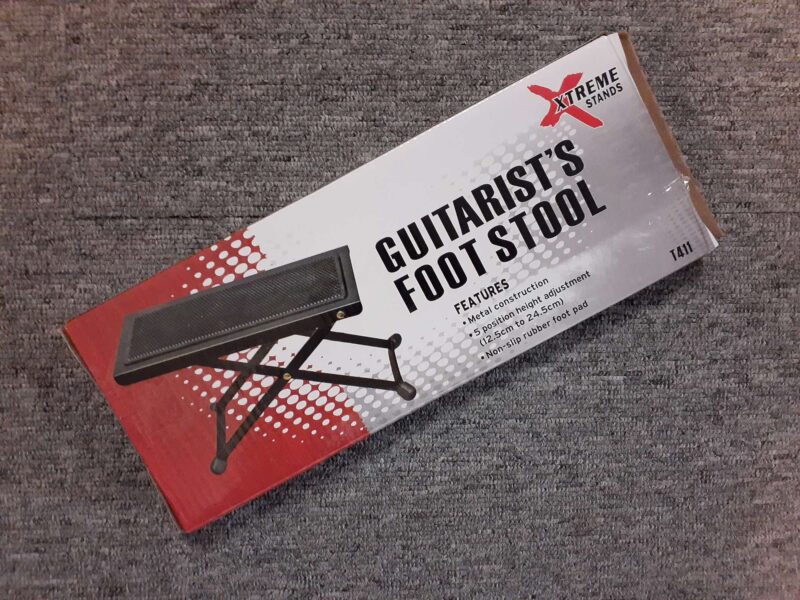 XTREME
STANDS
GUITARIST'S
FOOT STOOL
FEATURES
• Metal construction
• 5 position height adjustment
(12.5cm to 24.5cm)
• Non-slip rubber foot pad
T411